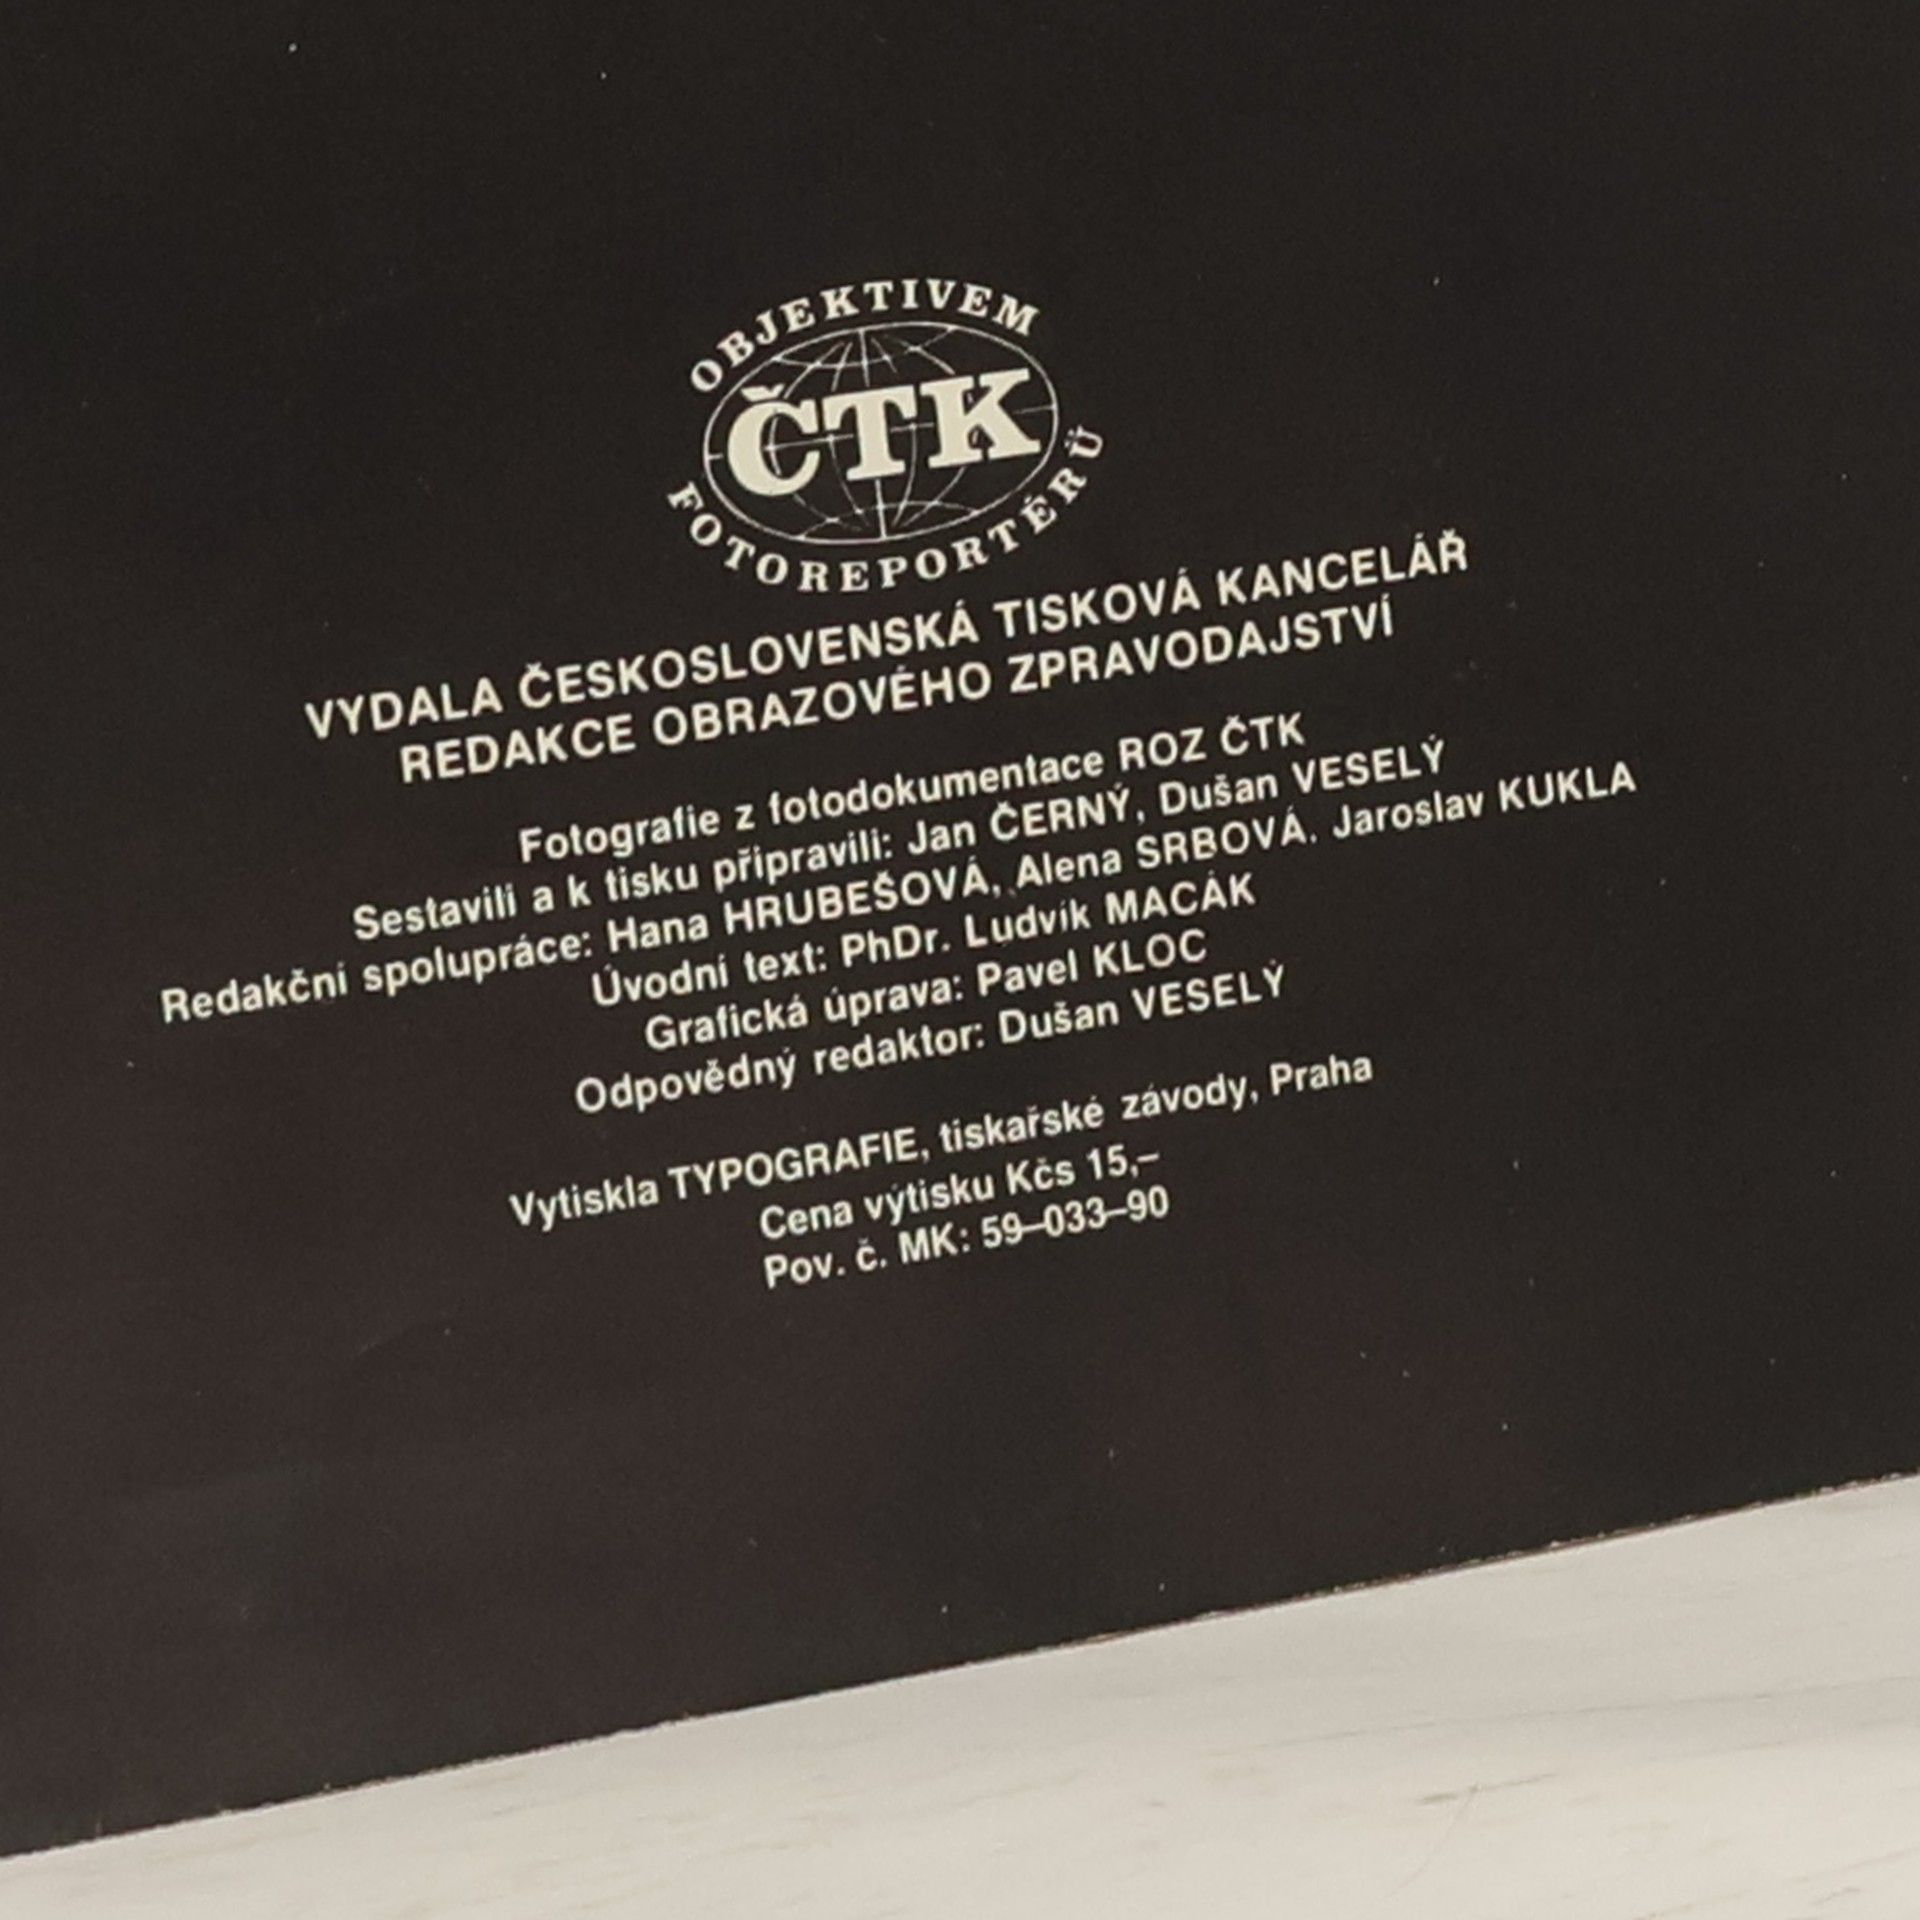 OBJEKTIVEM
ČTK
FOTOREPORTÉRŮ
VYDALA ČESKOSLOVENSKÁ TISKOVÁ KANCELÁŘ
REDAKCE OBRAZOVÉHO ZPRAVODAJSTVÍ
Fotografie z fotodokumentace ROZ ČTK
Sestavili a k tisku připravili: Jan ČERNÝ, Dušan VESELÝ
Redakční spolupráce: Hana HRUBEŠOVÁ, Alena SRBOVÁ, Jaroslav KUKLA
Úvodní text: PhDr. Ludvík MACÁK
Grafická úprava: Pavel KLOC
Odpovědný redaktor: Dušan VESELÝ
Vytiskla TYPOGRAFIE, tiskařské závody, Praha
Cena výtisku Kčs 15,–
Pov. č. MK: 59–033–90